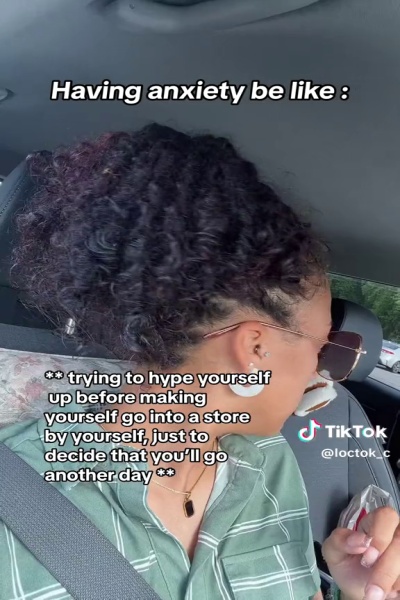 Having anxiety be like :
** trying to hype yourself
up before making
yourself go into a store
by yourself, just to
decide that you'll go
another day **
TikTok
@loctok_c